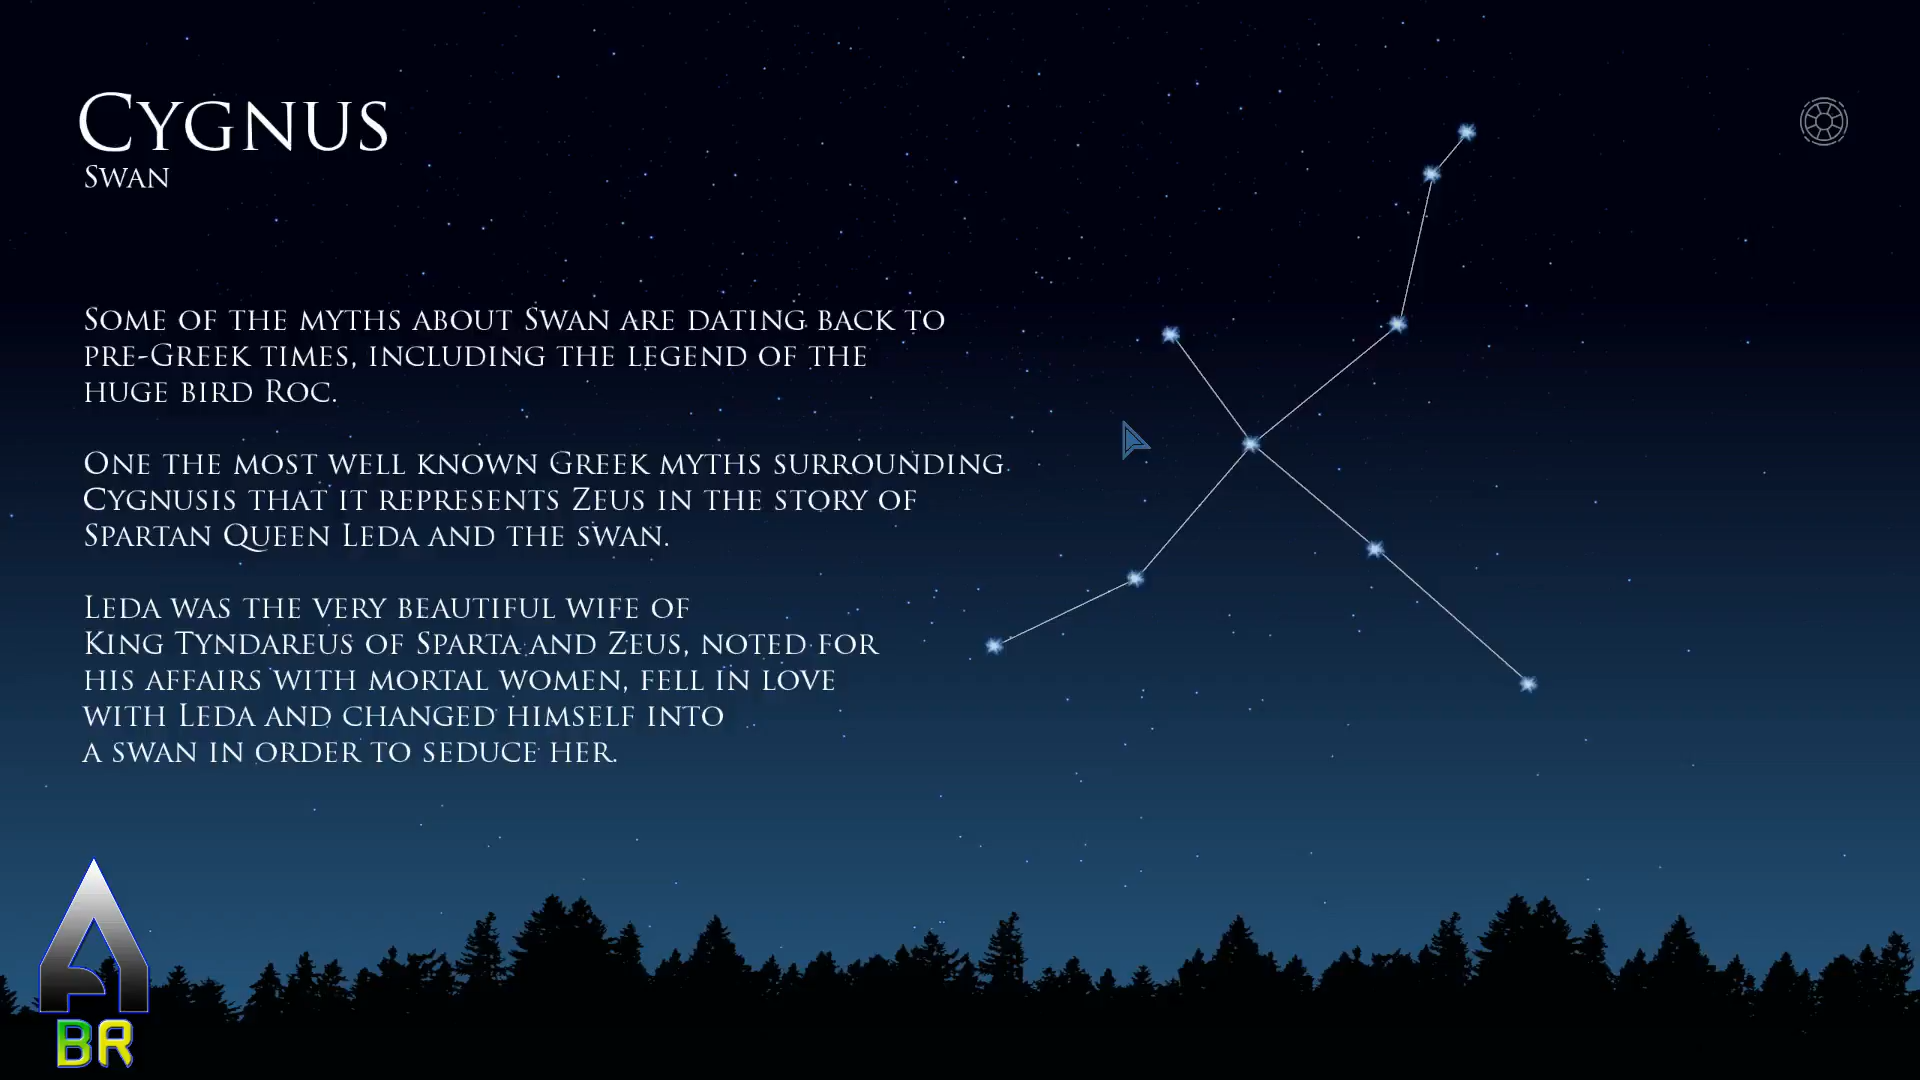 Cygnus
Swan
Some of the myths about Swan are dating back to
pre-Greek times, including the legend of the
huge bird Roc.
One the most well known Greek myths surrounding
Cygnusis that it represents Zeus in the story of
Spartan Queen Leda and the swan.
Leda was the very beautiful wife of
King Tyndareus of Sparta and Zeus, noted for
his affairs with mortal women, fell in love
with Leda and changed himself into
a swan in order to seduce her.
A
BR